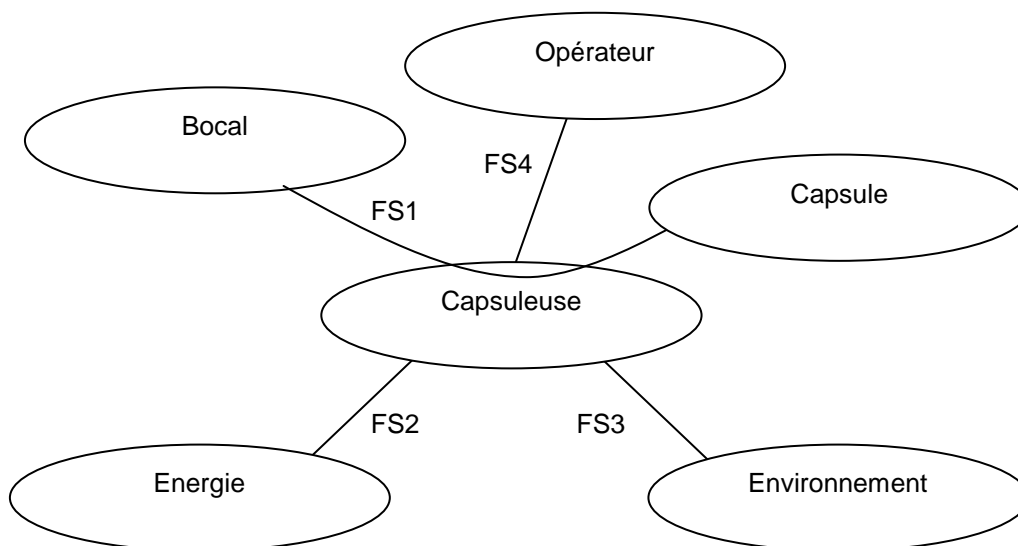 Opérateur
Bocal
FS4
Capsule
FS1
Capsuleuse
FS2
FS3
Energie
Environnement